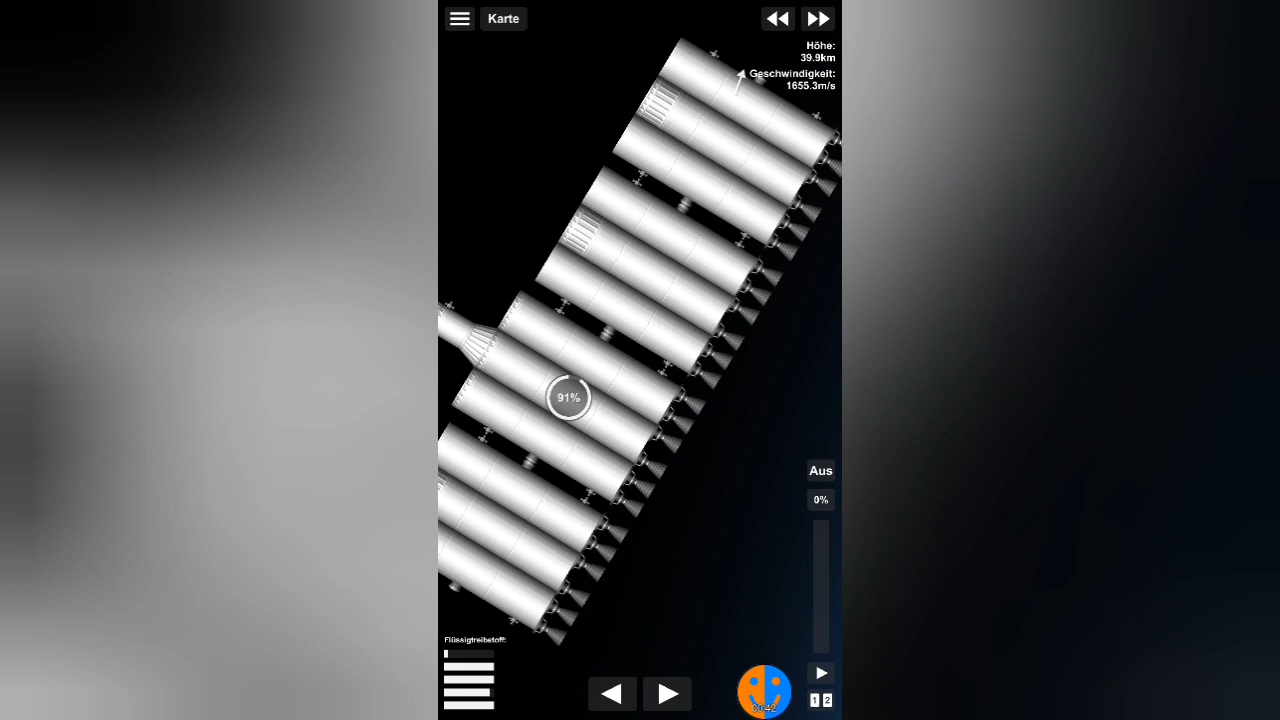 Karte
Höhe:
39.9km
Geschwindigkeit:
1655.3m/s
91%
Aus
0%
Flüssigtreibstoff:
00:42
1 2